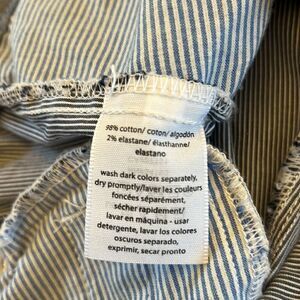 98% cotton/ coton/ algodón
2% elastane/ élasthanne/
elastano
wash dark colors separately,
dry promptly/laver les couleurs
foncées séparément,
sécher rapidement/
lavar en máquina - usar
detergente, lavar los colores
oscuros separado,
exprimir, secar pronto